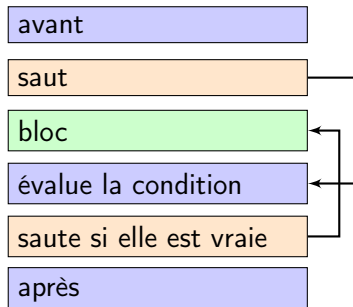 avant
saut
bloc
évalue la condition
saute si elle est vraie
après